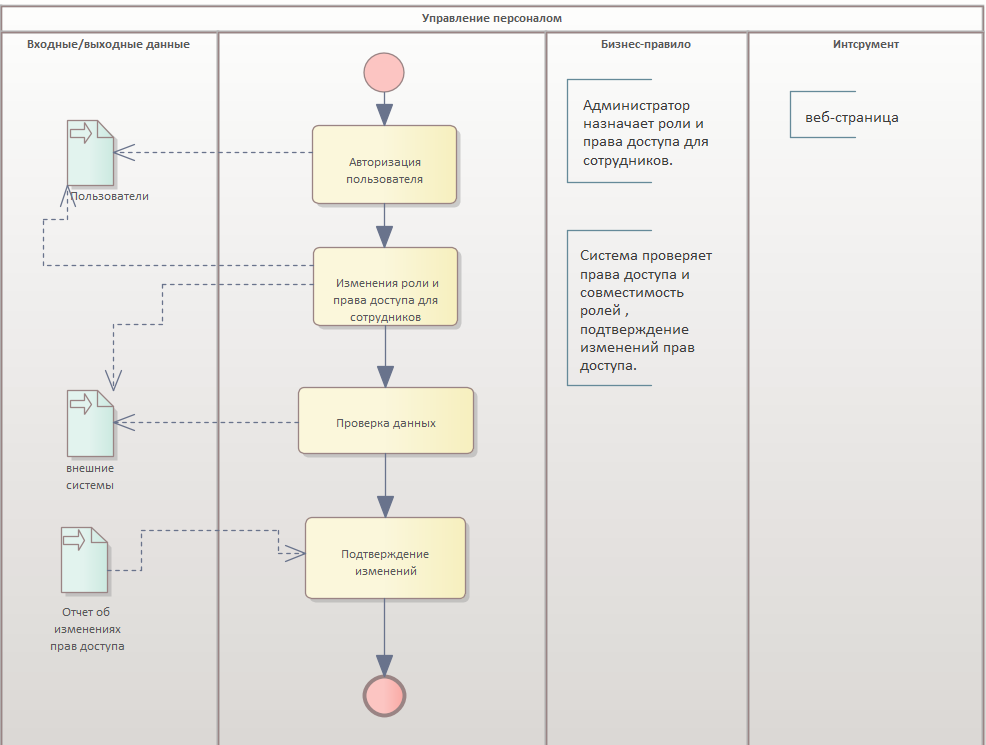 Управление персоналом
Входные/выходные данные
Бизнес-правило
Интсрумент
Администратор
назначает роли и
права доступа для
сотрудников.
веб-страница
Авторизация
пользователя
Пользователи
Система проверяет
права доступа и
совместимость
ролей ,
подтверждение
изменений прав
доступа.
Изменения роли и
права доступа для
сотрудников
Проверка данных
внешние
системы
Подтверждение
изменений
Отчет об
изменениях
прав доступа